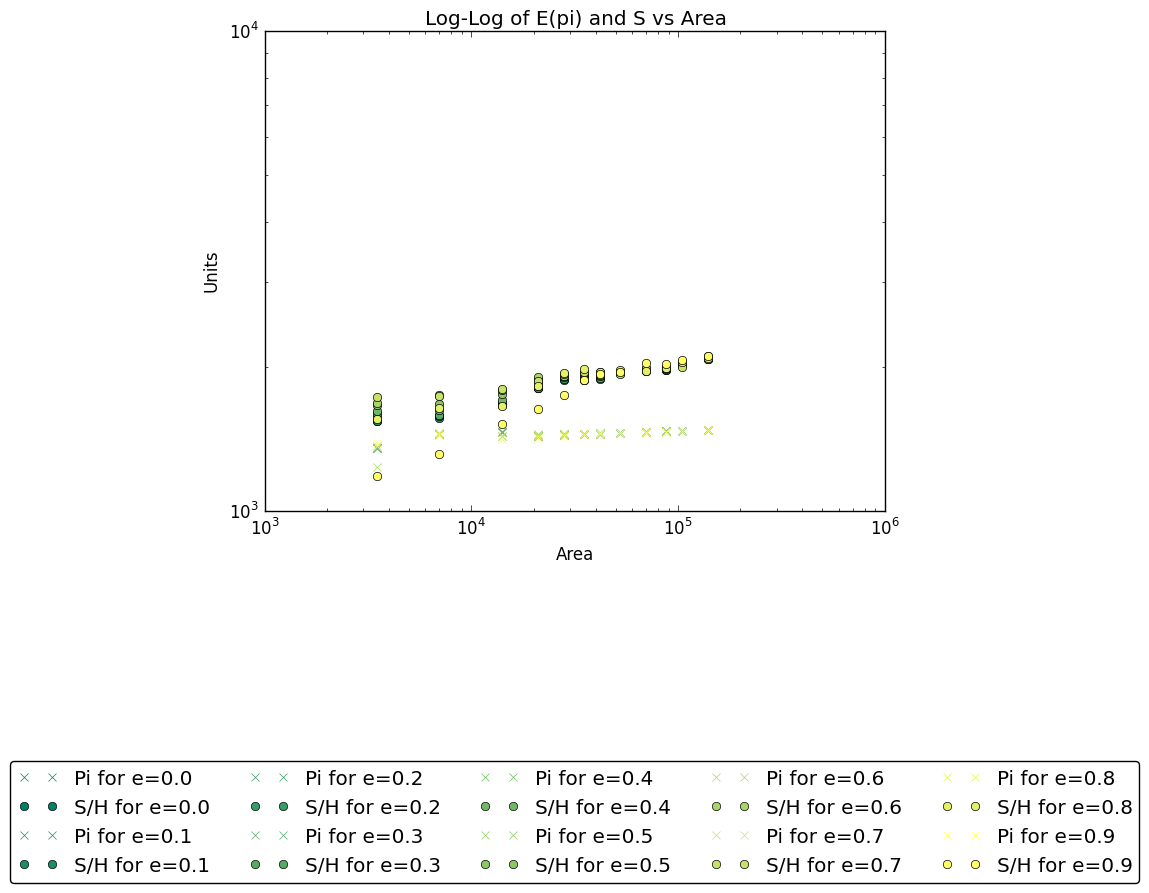 Log-Log of E(pi) and S vs Area
10^4
Units
10^3
10^3 10^4 10^5 10^6
Area
Pi for e=0.0 Pi for e=0.2 Pi for e=0.4 Pi for e=0.6 Pi for e=0.8
S/H for e=0.0 S/H for e=0.2 S/H for e=0.4 S/H for e=0.6 S/H for e=0.8
Pi for e=0.1 Pi for e=0.3 Pi for e=0.5 Pi for e=0.7 Pi for e=0.9
S/H for e=0.1 S/H for e=0.3 S/H for e=0.5 S/H for e=0.7 S/H for e=0.9